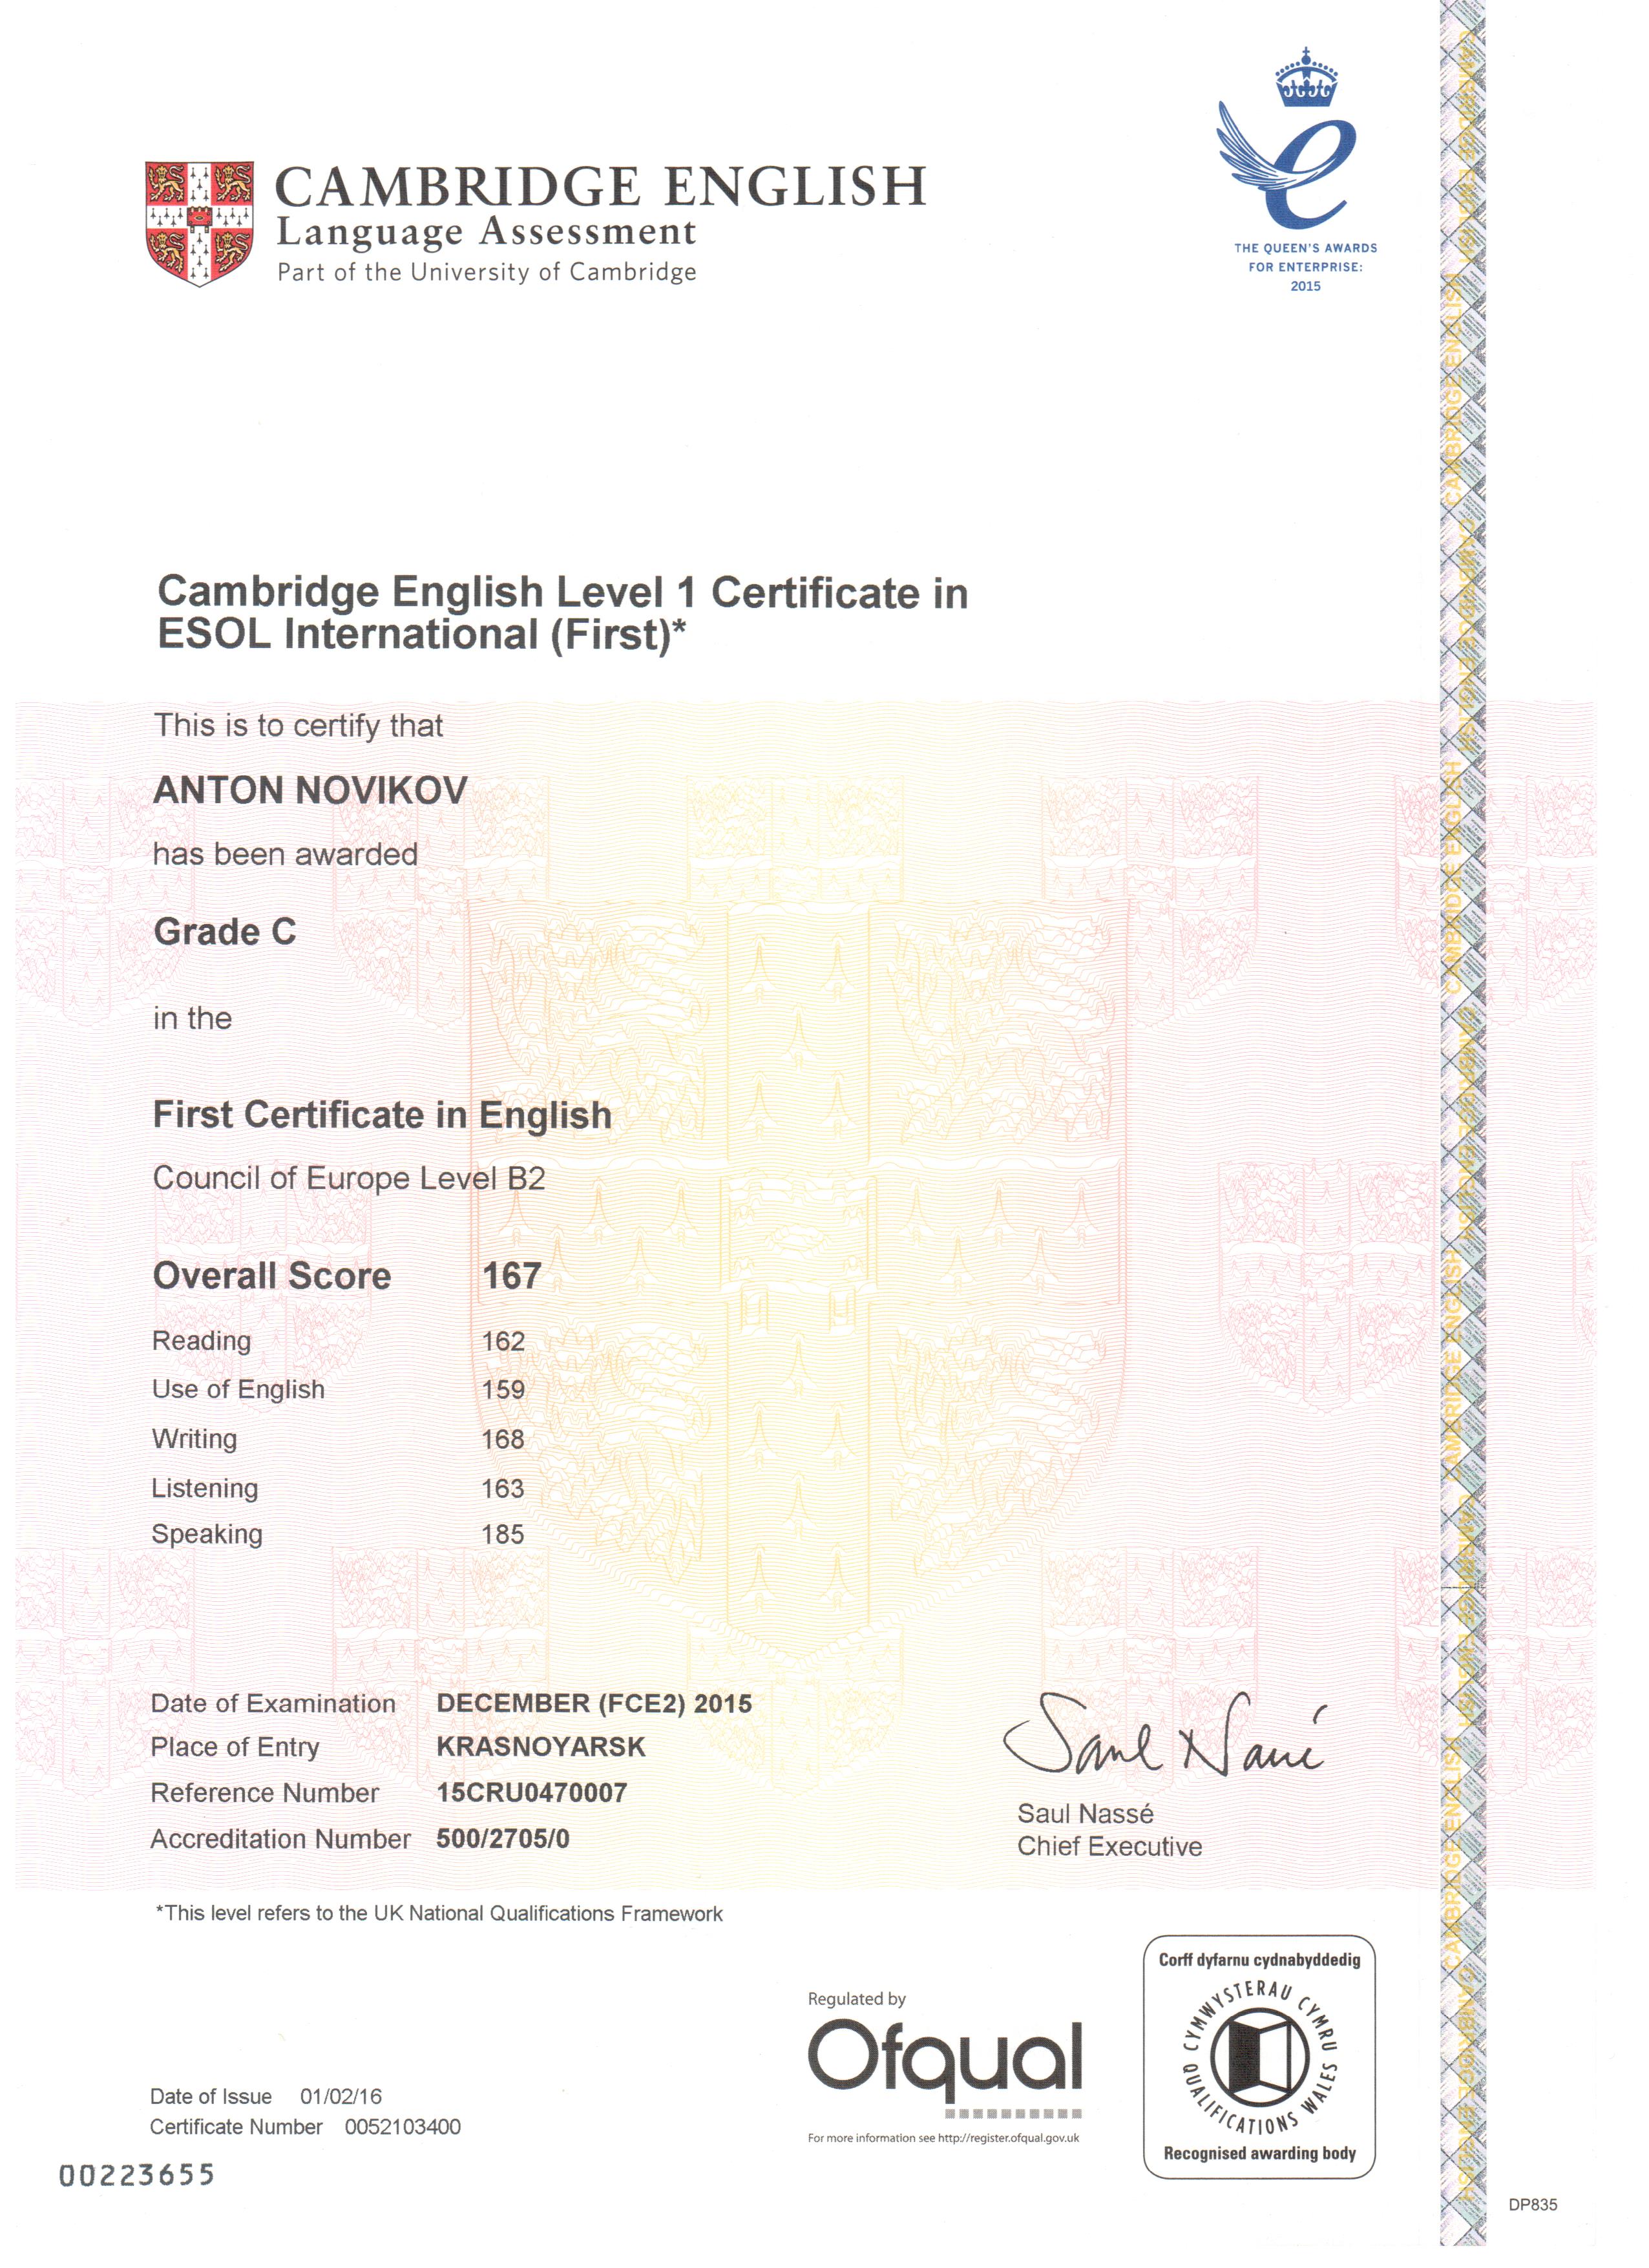 CAMBRIDGE ENGLISH
Language Assessment
Part of the University of Cambridge
THE QUEEN'S AWARDS
FOR ENTERPRISE:
2015
Cambridge English Level 1 Certificate in
ESOL International (First)*
This is to certify that
ANTON NOVIKOV
has been awarded
Grade C
in the
First Certificate in English
Council of Europe Level B2
Overall Score 167
Reading 162
Use of English 159
Writing 168
Listening 163
Speaking 185
Date of Examination DECEMBER (FCE2) 2015
Place of Entry KRASNOYARSK
Reference Number 15CRU0470007
Accreditation Number 500/2705/0
Saul Nassé
Saul Nassé
Chief Executive
*This level refers to the UK National Qualifications Framework
Regulated by
Ofqual
For more information see http://register.ofqual.gov.uk
Corff dyfarnu cydnabyddedig
CYMWYSTERAU CYMRU
QUALIFICATIONS WALES
Recognised awarding body
Date of Issue 01/02/16
Certificate Number 0052103400
00223655
DP835
CAMBRIDGE ENGLISH